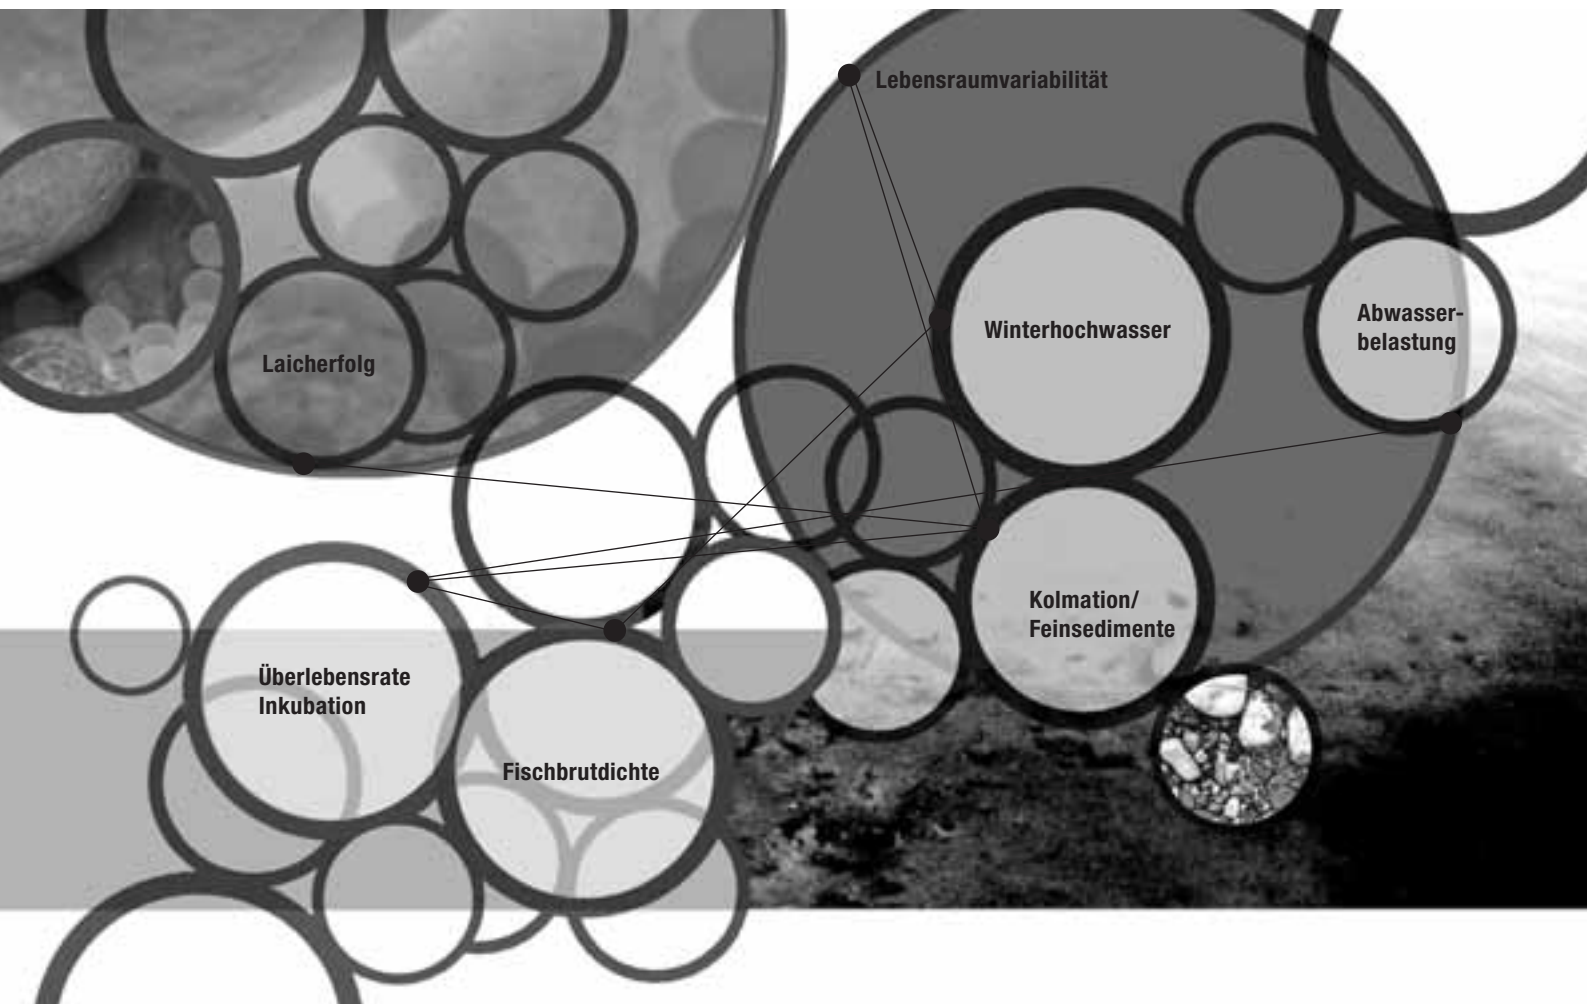 Lebensraumvariabilität
Winterhochwasser
Abwasser-
belastung
Laicherfolg
Kolmation/
Feinsedimente
Überlebensrate
Inkubation
Fischbrutdichte